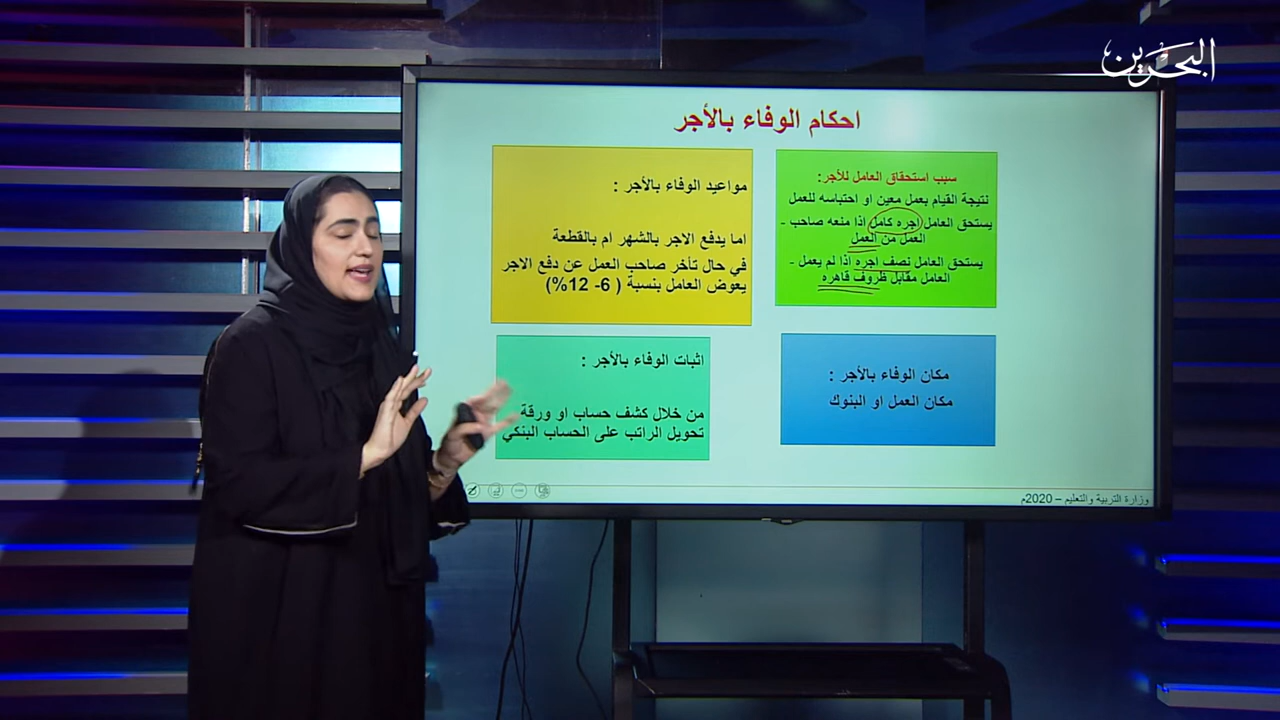 البحرين
احكام الوفاء بالأجر
سبب استحقاق العامل للأجر:
نتيجة القيام بعمل معين او احتباسه للعمل
يستحق العامل اجره كامل اذا منعه صاحب -
العمل من العمل
يستحق العامل نصف اجره اذا لم يعمل -
العامل مقابل ظروف قاهره
مواعيد الوفاء بالأجر :
اما يدفع الاجر بالشهر ام بالقطعة
في حال تأخر صاحب العمل عن دفع الاجر
يعوض العامل بنسبة ( 6- 12%)
مكان الوفاء بالأجر :
مكان العمل او البنوك
اثبات الوفاء بالأجر :
من خلال كشف حساب او ورقة
تحويل الراتب على الحساب البنكي
وزارة التربية والتعليم – 2020م